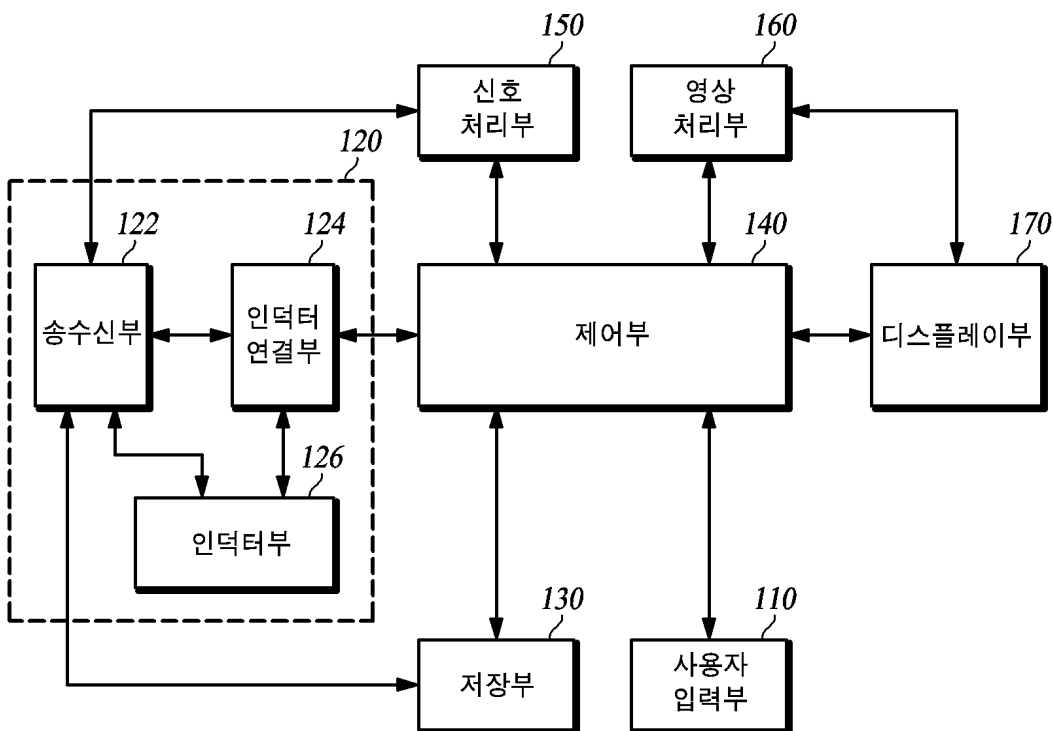 150
160
신호
처리부
영상
처리부
120
122
124
140
170
송수신부
인덕터
연결부
제어부
디스플레이부
126
인덕터부
130
110
저장부
사용자
입력부